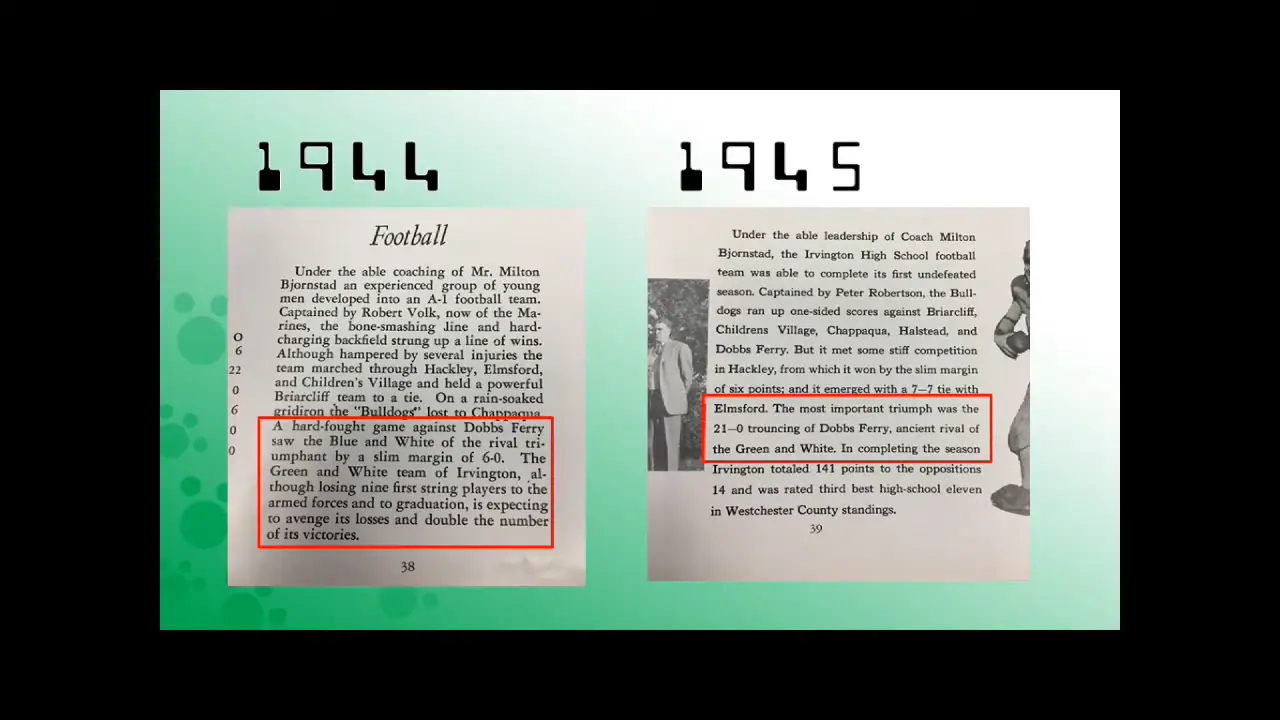 1944
Football
Under the able coaching of Mr. Milton
Bjornstad an experienced group of young
men developed into an A-1 football team.
Captained by Robert Volk, now of the Ma-
rines, the bone-smashing line and hard-
charging backfield strung up a line of wins.
Although hampered by several injuries the
team marched through Hackley, Elmsford,
and Children's Village and held a powerful
Briarcliff team to a tie. On a rain-soaked
gridiron the "Bulldogs" lost to Chappaqua.
A hard-fought game against Dobbs Ferry
saw the Blue and White of the rival tri-
umphant by a slim margin of 6-0. The
Green and White team of Irvington, al-
though losing nine first string players to the
armed forces and to graduation, is expecting
to avenge its losses and double the number
of its victories.
38
0
6
22
0
6
0
0
1945
Under the able leadership of Coach Milton
Bjornstad, the Irvington High School football
team was able to complete its first undefeated
season. Captained by Peter Robertson, the Bull-
dogs ran up one-sided scores against Briarcliff,
Childrens Village, Chappaqua, Halstead, and
Dobbs Ferry. But it met some stiff competition
in Hackley, from which it won by the slim margin
of six points; and it emerged with a 7—7 tie with
Elmsford. The most important triumph was the
21—0 trouncing of Dobbs Ferry, ancient rival of
the Green and White. In completing the season
Irvington totaled 141 points to the oppositions
14 and was rated third best high-school eleven
in Westchester County standings.
39